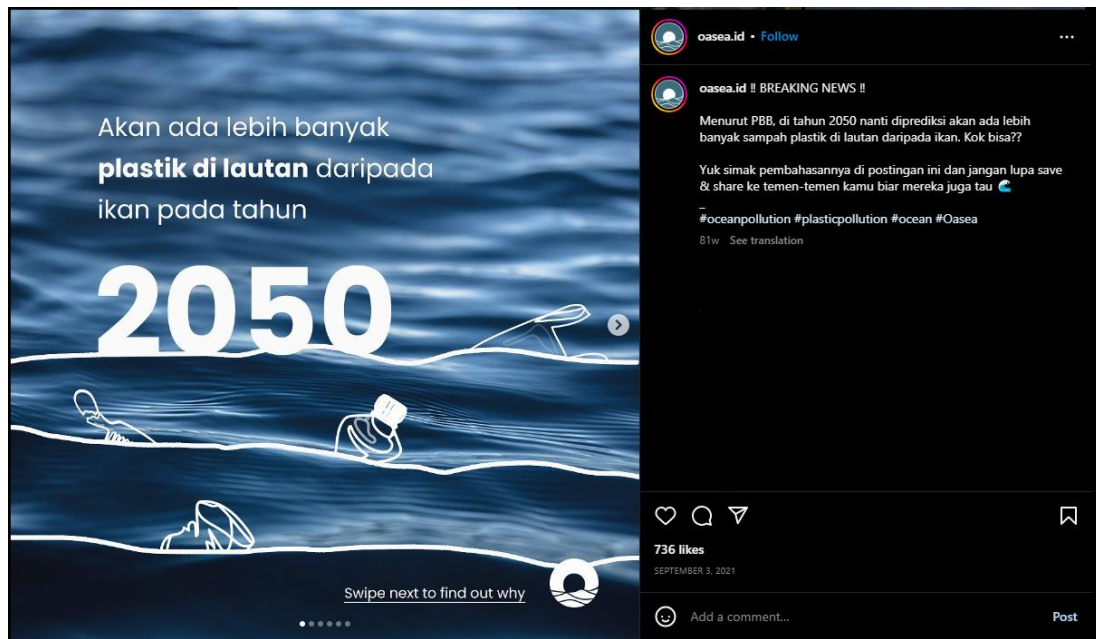 Akan ada lebih banyak
plastik di lautan daripada
ikan pada tahun
2050
Swipe next to find out why
oasea.id • Follow
oasea.id ‼ BREAKING NEWS ‼
Menurut PBB, di tahun 2050 nanti diprediksi akan ada lebih
banyak sampah plastik di lautan daripada ikan. Kok bisa??
Yuk simak pembahasannya di postingan ini dan jangan lupa save
& share ke temen-temen kamu biar mereka juga tau 🌊
_
#oceanpollution #plasticpollution #ocean #Oasea
81w See translation
736 likes
SEPTEMBER 3, 2021
Add a comment...
Post